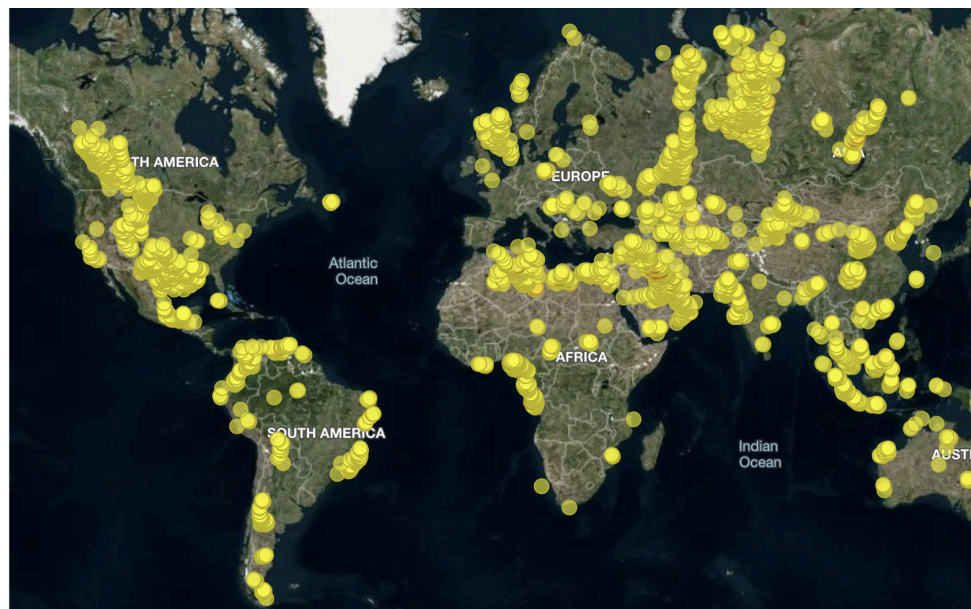 TH AMERICA
EUROPE
Atlantic
Ocean
AFRICA
SOUTH AMERICA
Indian
Ocean
AUST